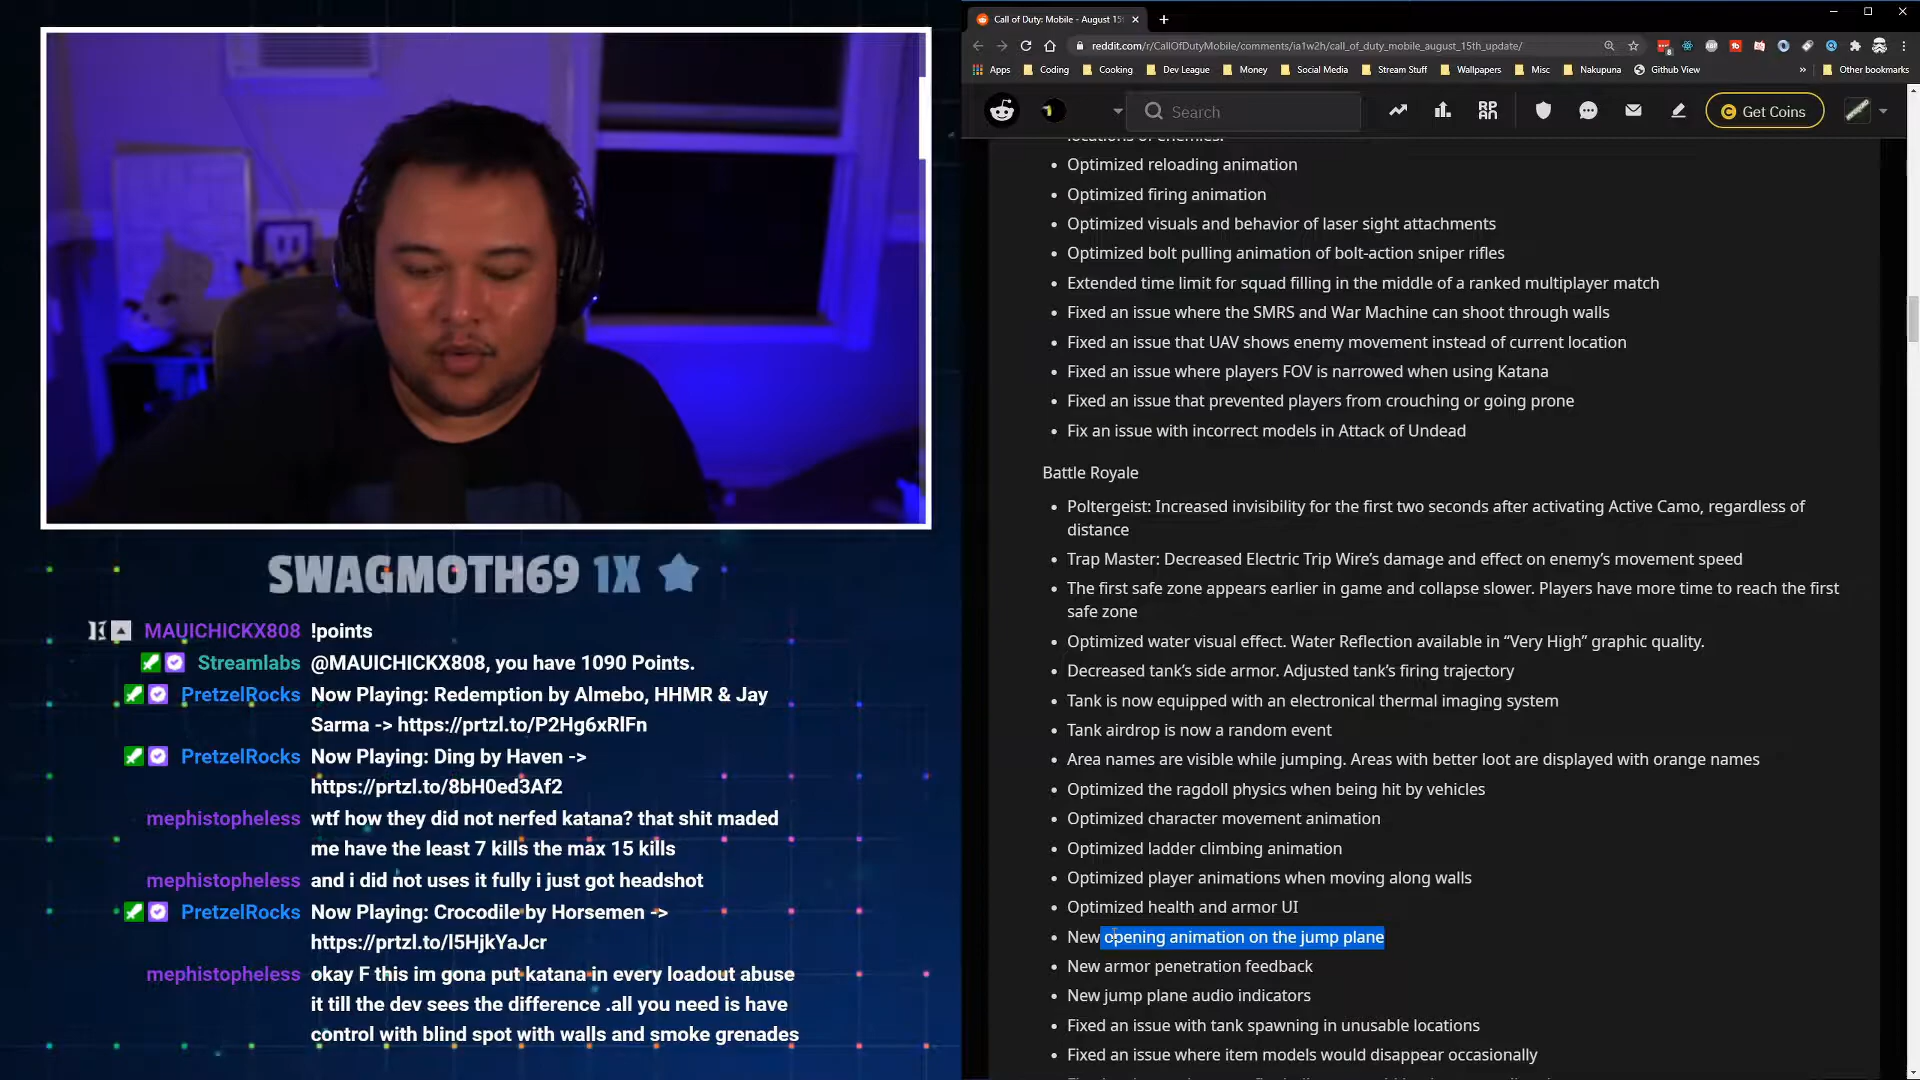 Call of Duty: Mobile - August 15
reddit.com/r/CallOfDutyMobile/comments/ia1w2h/call_of_duty_mobile_august_15th_update/
Apps Coding Cooking Dev League Money Social Media Stream Stuff Wallpapers Misc Nakupuna Github View » Other bookmarks
Search RPAN Get Coins
locations of enemies.
• Optimized reloading animation
• Optimized firing animation
• Optimized visuals and behavior of laser sight attachments
• Optimized bolt pulling animation of bolt-action sniper rifles
• Extended time limit for squad filling in the middle of a ranked multiplayer match
• Fixed an issue where the SMRS and War Machine can shoot through walls
• Fixed an issue that UAV shows enemy movement instead of current location
• Fixed an issue where players FOV is narrowed when using Katana
• Fixed an issue that prevented players from crouching or going prone
• Fix an issue with incorrect models in Attack of Undead
Battle Royale
• Poltergeist: Increased invisibility for the first two seconds after activating Active Camo, regardless of
distance
• Trap Master: Decreased Electric Trip Wire’s damage and effect on enemy’s movement speed
• The first safe zone appears earlier in game and collapse slower. Players have more time to reach the first
safe zone
• Optimized water visual effect. Water Reflection available in “Very High” graphic quality.
• Decreased tank’s side armor. Adjusted tank’s firing trajectory
• Tank is now equipped with an electronical thermal imaging system
• Tank airdrop is now a random event
• Area names are visible while jumping. Areas with better loot are displayed with orange names
• Optimized the ragdoll physics when being hit by vehicles
• Optimized character movement animation
• Optimized ladder climbing animation
• Optimized player animations when moving along walls
• Optimized health and armor UI
• New opening animation on the jump plane
• New armor penetration feedback
• New jump plane audio indicators
• Fixed an issue with tank spawning in unusable locations
• Fixed an issue where item models would disappear occasionally
SWAGMOTH69 1X
MAUICHICKX808 !points
Streamlabs @MAUICHICKX808, you have 1090 Points.
PretzelRocks Now Playing: Redemption by Almebo, HHMR & Jay
Sarma -> https://prtzl.to/P2Hg6xRlFn
PretzelRocks Now Playing: Ding by Haven ->
https://prtzl.to/8bH0ed3Af2
mephistopheless wtf how they did not nerfed katana? that shit maded
me have the least 7 kills the max 15 kills
mephistopheless and i did not uses it fully i just got headshot
PretzelRocks Now Playing: Crocodile by Horsemen ->
https://prtzl.to/l5HjkYaJcr
mephistopheless okay F this im gona put katana in every loadout abuse
it till the dev sees the difference .all you need is have
control with blind spot with walls and smoke grenades